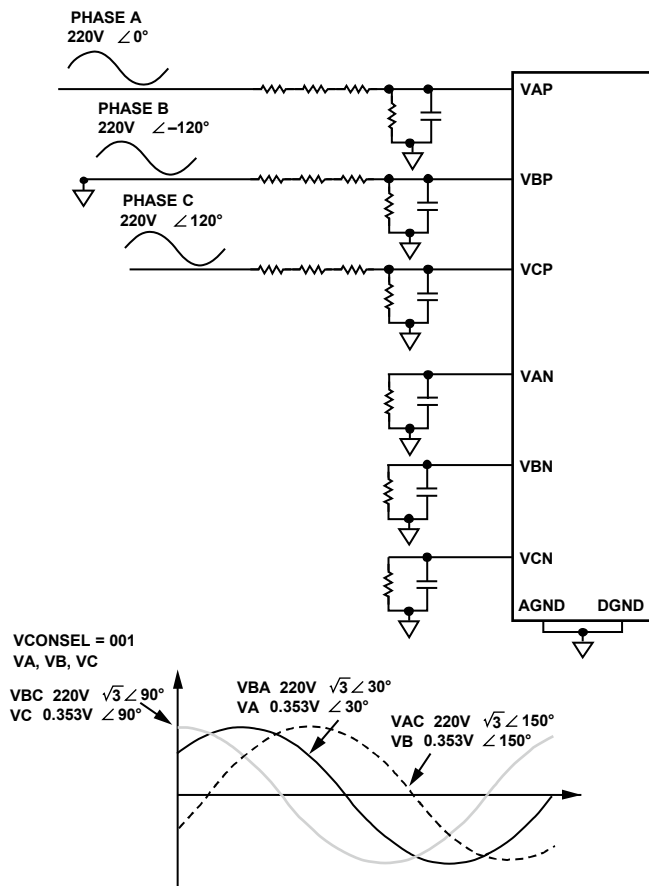 PHASE A
220V ∠0°
VAP
PHASE B
220V ∠−120°
VBP
PHASE C
220V ∠120°
VCP
VAN
VBN
VCN
AGND DGND
VCONSEL = 001
VA, VB, VC
VBC 220V √3∠90°
VC 0.353V ∠90°
VBA 220V √3∠30°
VA 0.353V ∠30°
VAC 220V √3∠150°
VB 0.353V ∠150°